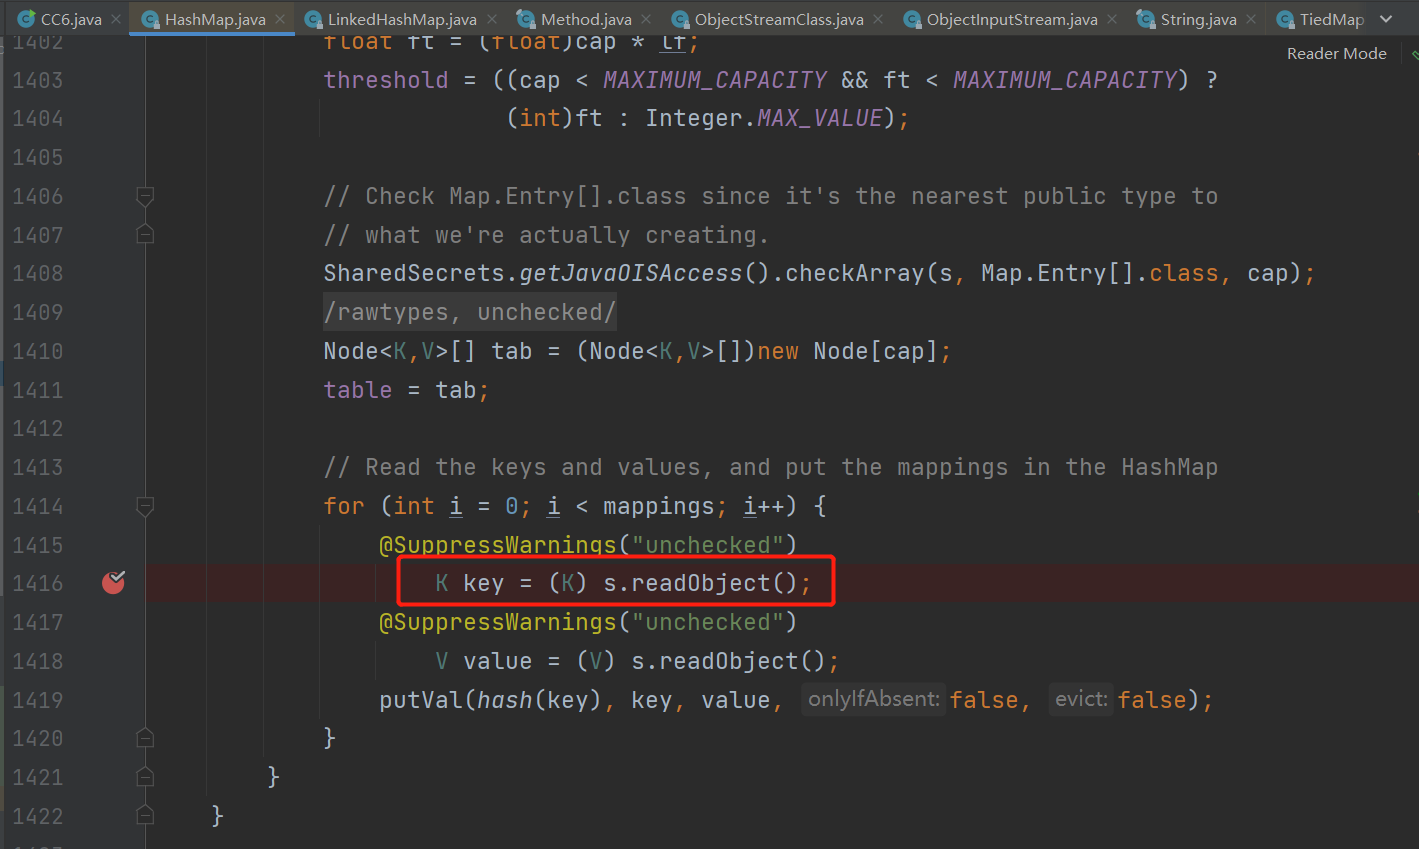 CC6.java HashMap.java LinkedHashMap.java Method.java ObjectStreamClass.java ObjectInputStream.java String.java TiedMap
Reader Mode
1402 float ft = (float)cap * lf;
1403 threshold = ((cap < MAXIMUM_CAPACITY && ft < MAXIMUM_CAPACITY) ?
1404 (int)ft : Integer.MAX_VALUE);
1405
1406 // Check Map.Entry[].class since it's the nearest public type to
1407 // what we're actually creating.
1408 SharedSecrets.getJavaOISAccess().checkArray(s, Map.Entry[].class, cap);
1409 /rawtypes, unchecked/
1410 Node<K,V>[] tab = (Node<K,V>[])new Node[cap];
1411 table = tab;
1412
1413 // Read the keys and values, and put the mappings in the HashMap
1414 for (int i = 0; i < mappings; i++) {
1415 @SuppressWarnings("unchecked")
1416 K key = (K) s.readObject();
1417 @SuppressWarnings("unchecked")
1418 V value = (V) s.readObject();
1419 putVal(hash(key), key, value, onlyIfAbsent: false, evict: false);
1420 }
1421 }
1422 }